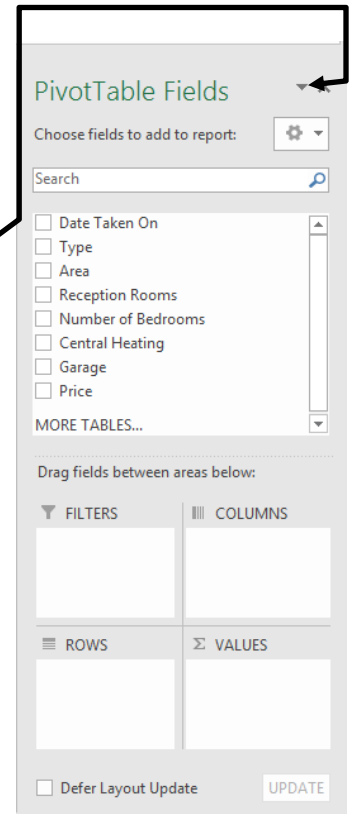 PivotTable Fields
Choose fields to add to report:
Search
Date Taken On
Type
Area
Reception Rooms
Number of Bedrooms
Central Heating
Garage
Price
MORE TABLES...
Drag fields between areas below:
FILTERS
COLUMNS
ROWS
Σ VALUES
Defer Layout Update
UPDATE